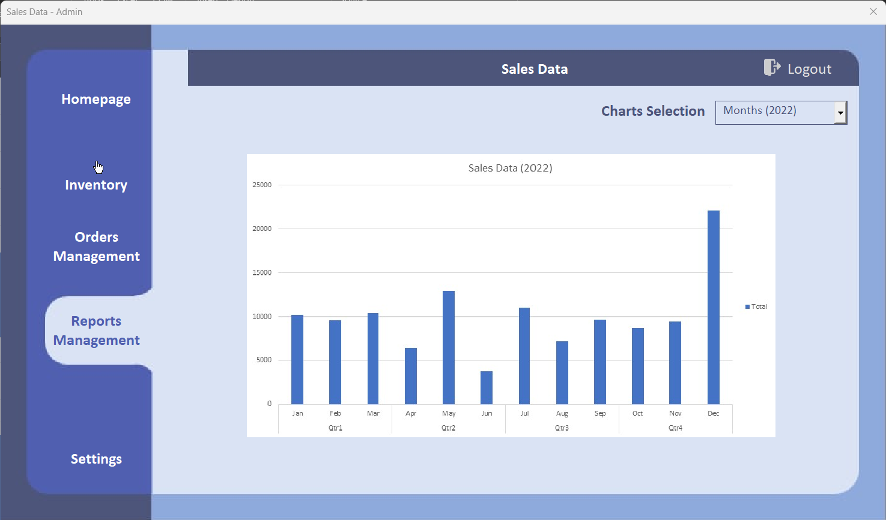 Sales Data - Admin
Sales Data
Logout
Homepage
Inventory
Orders
Management
Reports
Management
Settings
Charts Selection
Months (2022)
Sales Data (2022)
25000
20000
15000
10000
5000
0
Total
Jan Feb Mar Apr May Jun Jul Aug Sep Oct Nov Dec
Qtr1 Qtr2 Qtr3 Qtr4